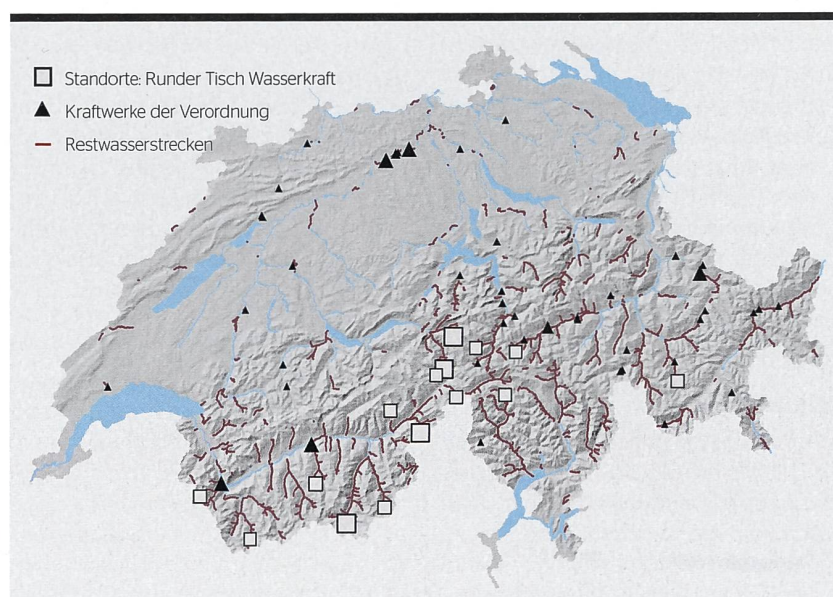 Standorte: Runder Tisch Wasserkraft
Kraftwerke der Verordnung
Restwasserstrecken